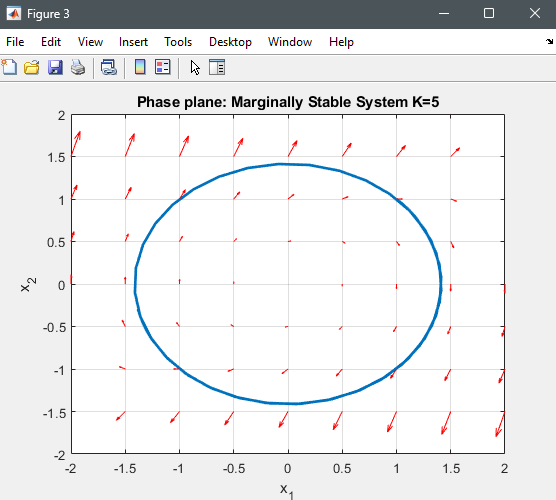 Figure 3
File Edit View Insert Tools Desktop Window Help
Phase plane: Marginally Stable System K=5
2
1.5
1
0.5
0
-0.5
-1
-1.5
-2
x2
-2 -1.5 -1 -0.5 0 0.5 1 1.5 2
x1